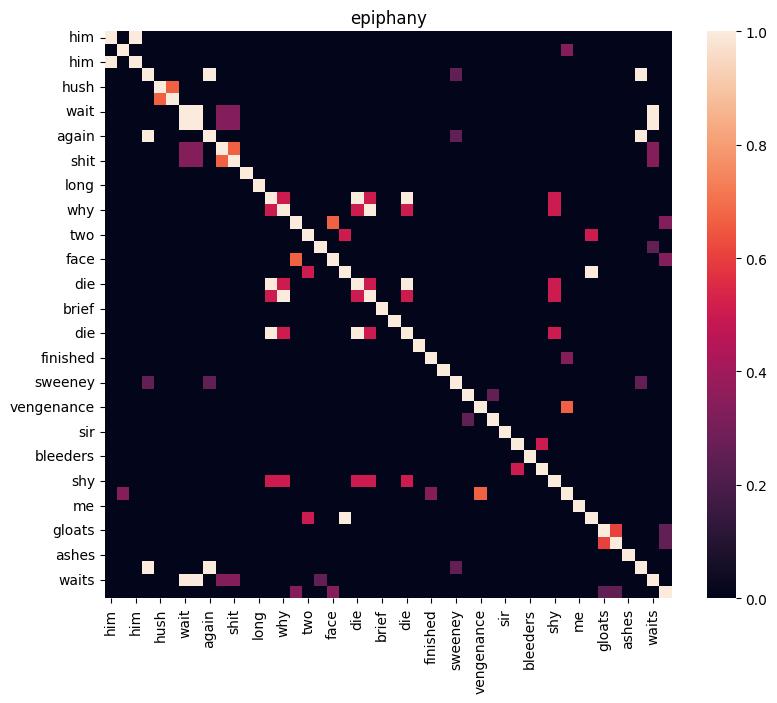 epiphany
him
him
hush
wait
again
shit
long
why
two
face
die
brief
die
finished
sweeney
vengenance
sir
bleeders
shy
me
gloats
ashes
waits
him
him
hush
wait
again
shit
long
why
two
face
die
brief
die
finished
sweeney
vengenance
sir
bleeders
shy
me
gloats
ashes
waits
1.0
0.8
0.6
0.4
0.2
0.0